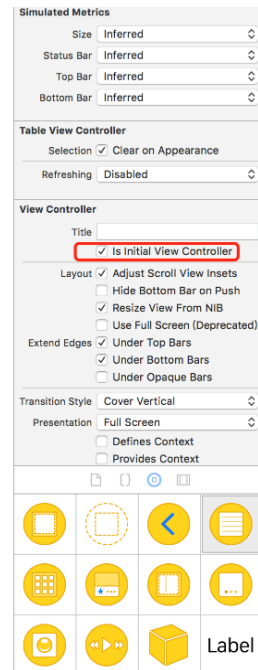 Simulated Metrics
Size Inferred
Status Bar Inferred
Top Bar Inferred
Bottom Bar Inferred
Table View Controller
Selection Clear on Appearance
Refreshing Disabled
View Controller
Title
Is Initial View Controller
Layout Adjust Scroll View Insets
Hide Bottom Bar on Push
Resize View From NIB
Use Full Screen (Deprecated)
Extend Edges Under Top Bars
Under Bottom Bars
Under Opaque Bars
Transition Style Cover Vertical
Presentation Full Screen
Defines Context
Provides Context
Label